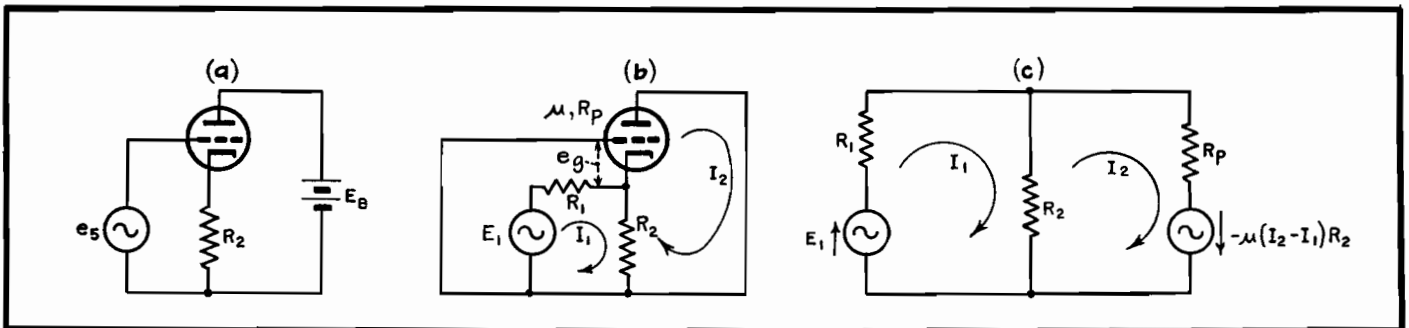 (a)
e5
R2
EB
(b)
μ, Rp
eg
R1
E1
I1
R2
I2
(c)
R1
E1
I1
R2
I2
Rp
-μ(I2-I1)R2